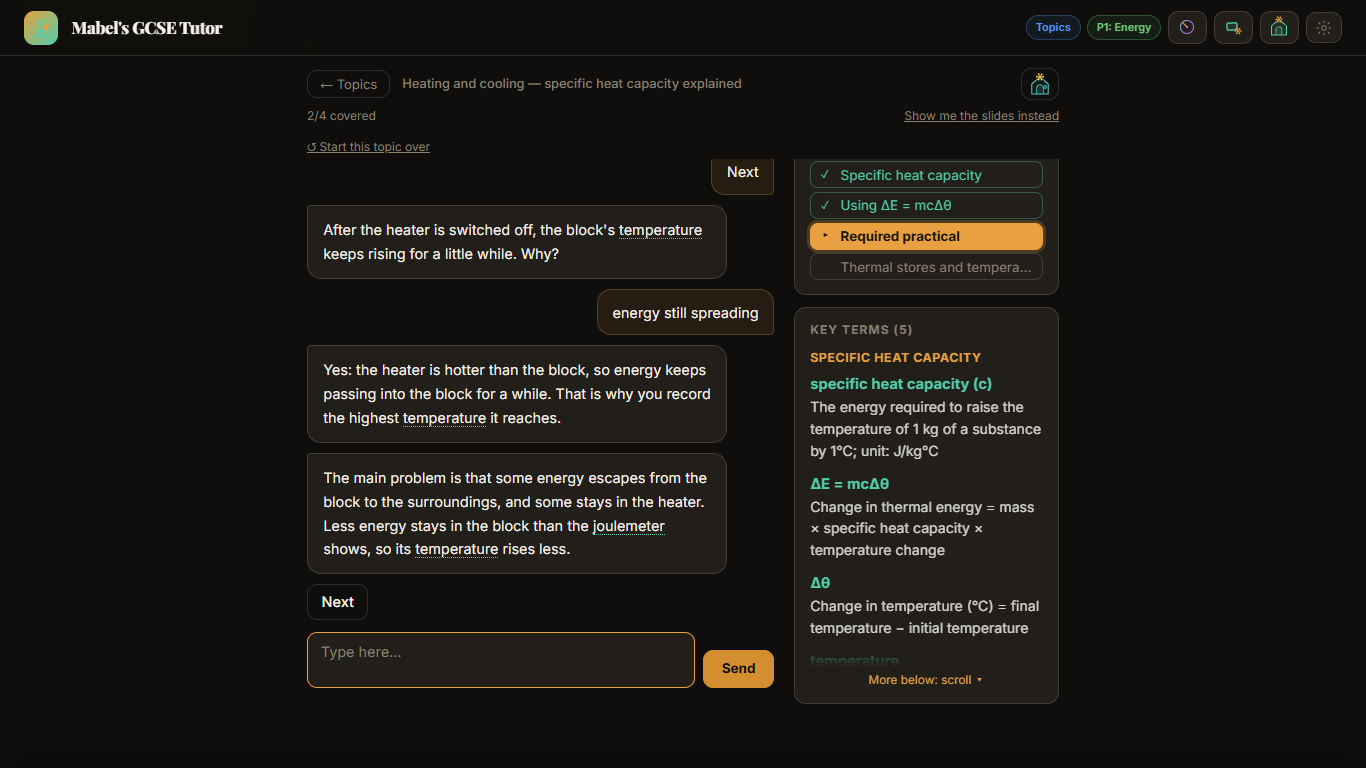 Mabel's GCSE Tutor
Topics
P1: Energy
← Topics
Heating and cooling — specific heat capacity explained
2/4 covered
Show me the slides instead
↺ Start this topic over
Next
After the heater is switched off, the block's temperature
keeps rising for a little while. Why?
energy still spreading
Yes: the heater is hotter than the block, so energy keeps
passing into the block for a while. That is why you record
the highest temperature it reaches.
The main problem is that some energy escapes from the
block to the surroundings, and some stays in the heater.
Less energy stays in the block than the joulemeter
shows, so its temperature rises less.
Next
Type here...
Send
✓ Specific heat capacity
✓ Using ΔE = mcΔθ
‣ Required practical
Thermal stores and tempera...
KEY TERMS (5)
SPECIFIC HEAT CAPACITY
specific heat capacity (c)
The energy required to raise the
temperature of 1 kg of a substance
by 1°C; unit: J/kg°C
ΔE = mcΔθ
Change in thermal energy = mass
× specific heat capacity ×
temperature change
Δθ
Change in temperature (°C) = final
temperature − initial temperature
temperature
More below: scroll ▾